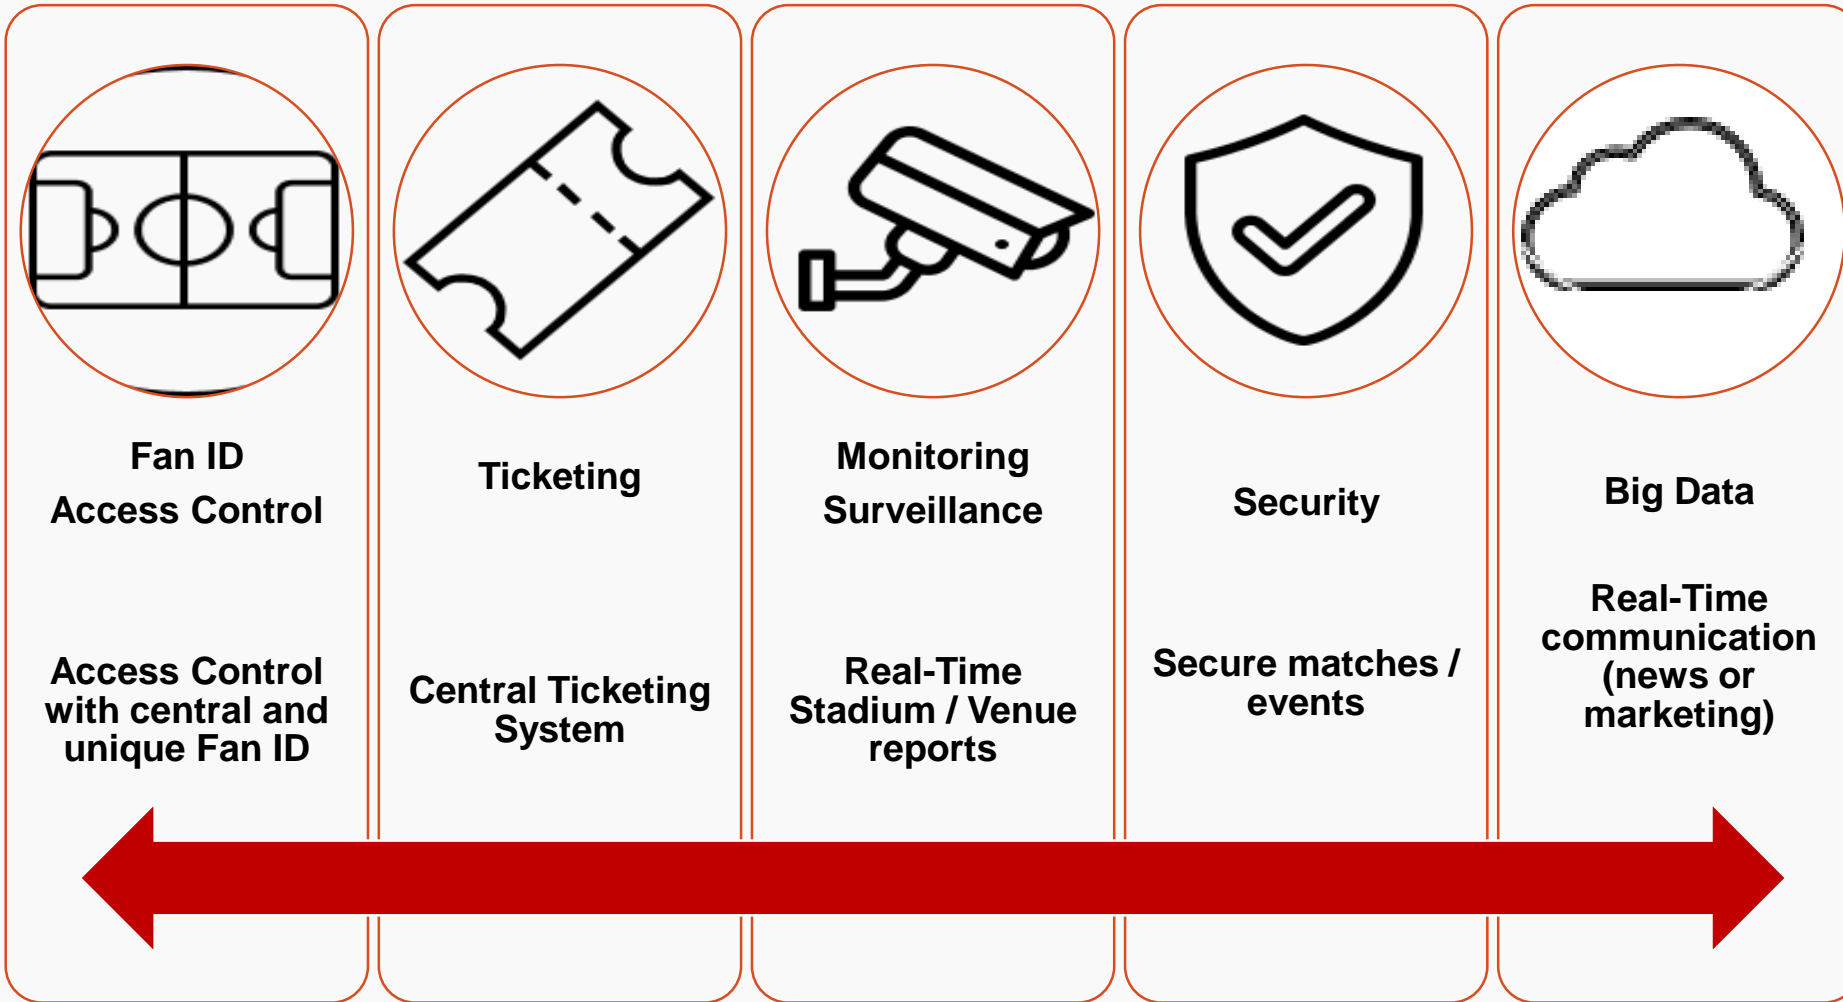 Fan ID
Access Control
Access Control
with central and
unique Fan ID
Ticketing
Central Ticketing
System
Monitoring
Surveillance
Real-Time
Stadium / Venue
reports
Security
Secure matches /
events
Big Data
Real-Time
communication
(news or
marketing)